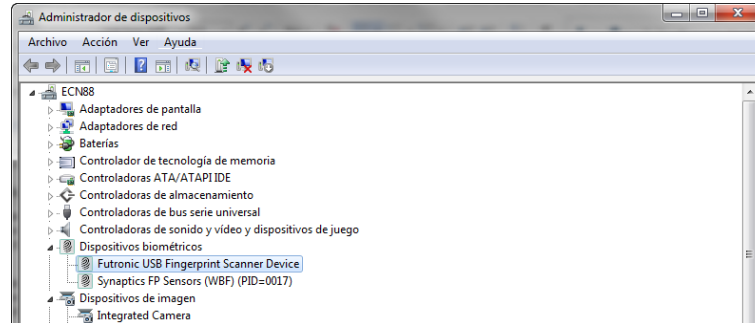 Administrador de dispositivos
Archivo Acción Ver Ayuda
ECN88
Adaptadores de pantalla
Adaptadores de red
Baterías
Controlador de tecnología de memoria
Controladoras ATA/ATAPI IDE
Controladoras de almacenamiento
Controladoras de bus serie universal
Controladoras de sonido y vídeo y dispositivos de juego
Dispositivos biométricos
Futronic USB Fingerprint Scanner Device
Synaptics FP Sensors (WBF) (PID=0017)
Dispositivos de imagen
Integrated Camera